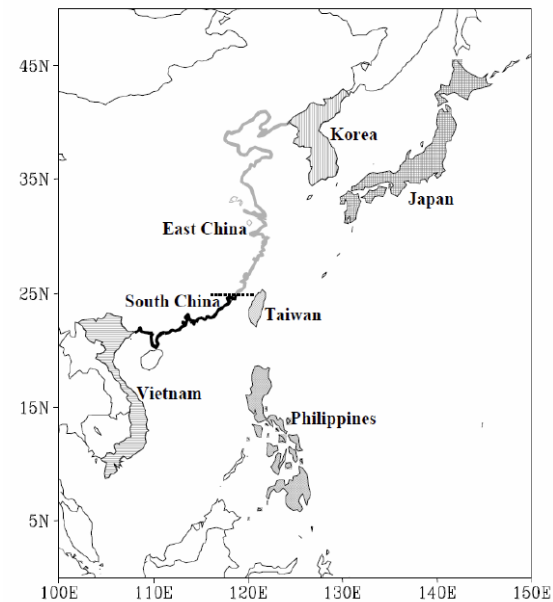 45N
Korea
35N
Japan
East China
25N
South China
Taiwan
Vietnam
15N
Philippines
5N
100E 110E 120E 130E 140E 150E